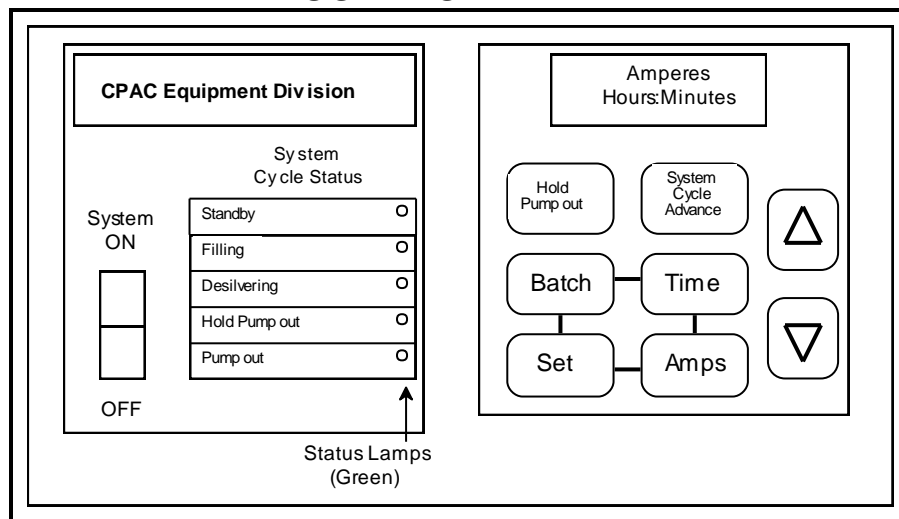 CPAC Equipment Division
System
Cycle Status
System
ON
Standby
Filling
Desilvering
Hold Pump out
Pump out
OFF
Status Lamps
(Green)
Amperes
Hours:Minutes
Hold
Pump out
System
Cycle
Advance
Batch
Time
Set
Amps